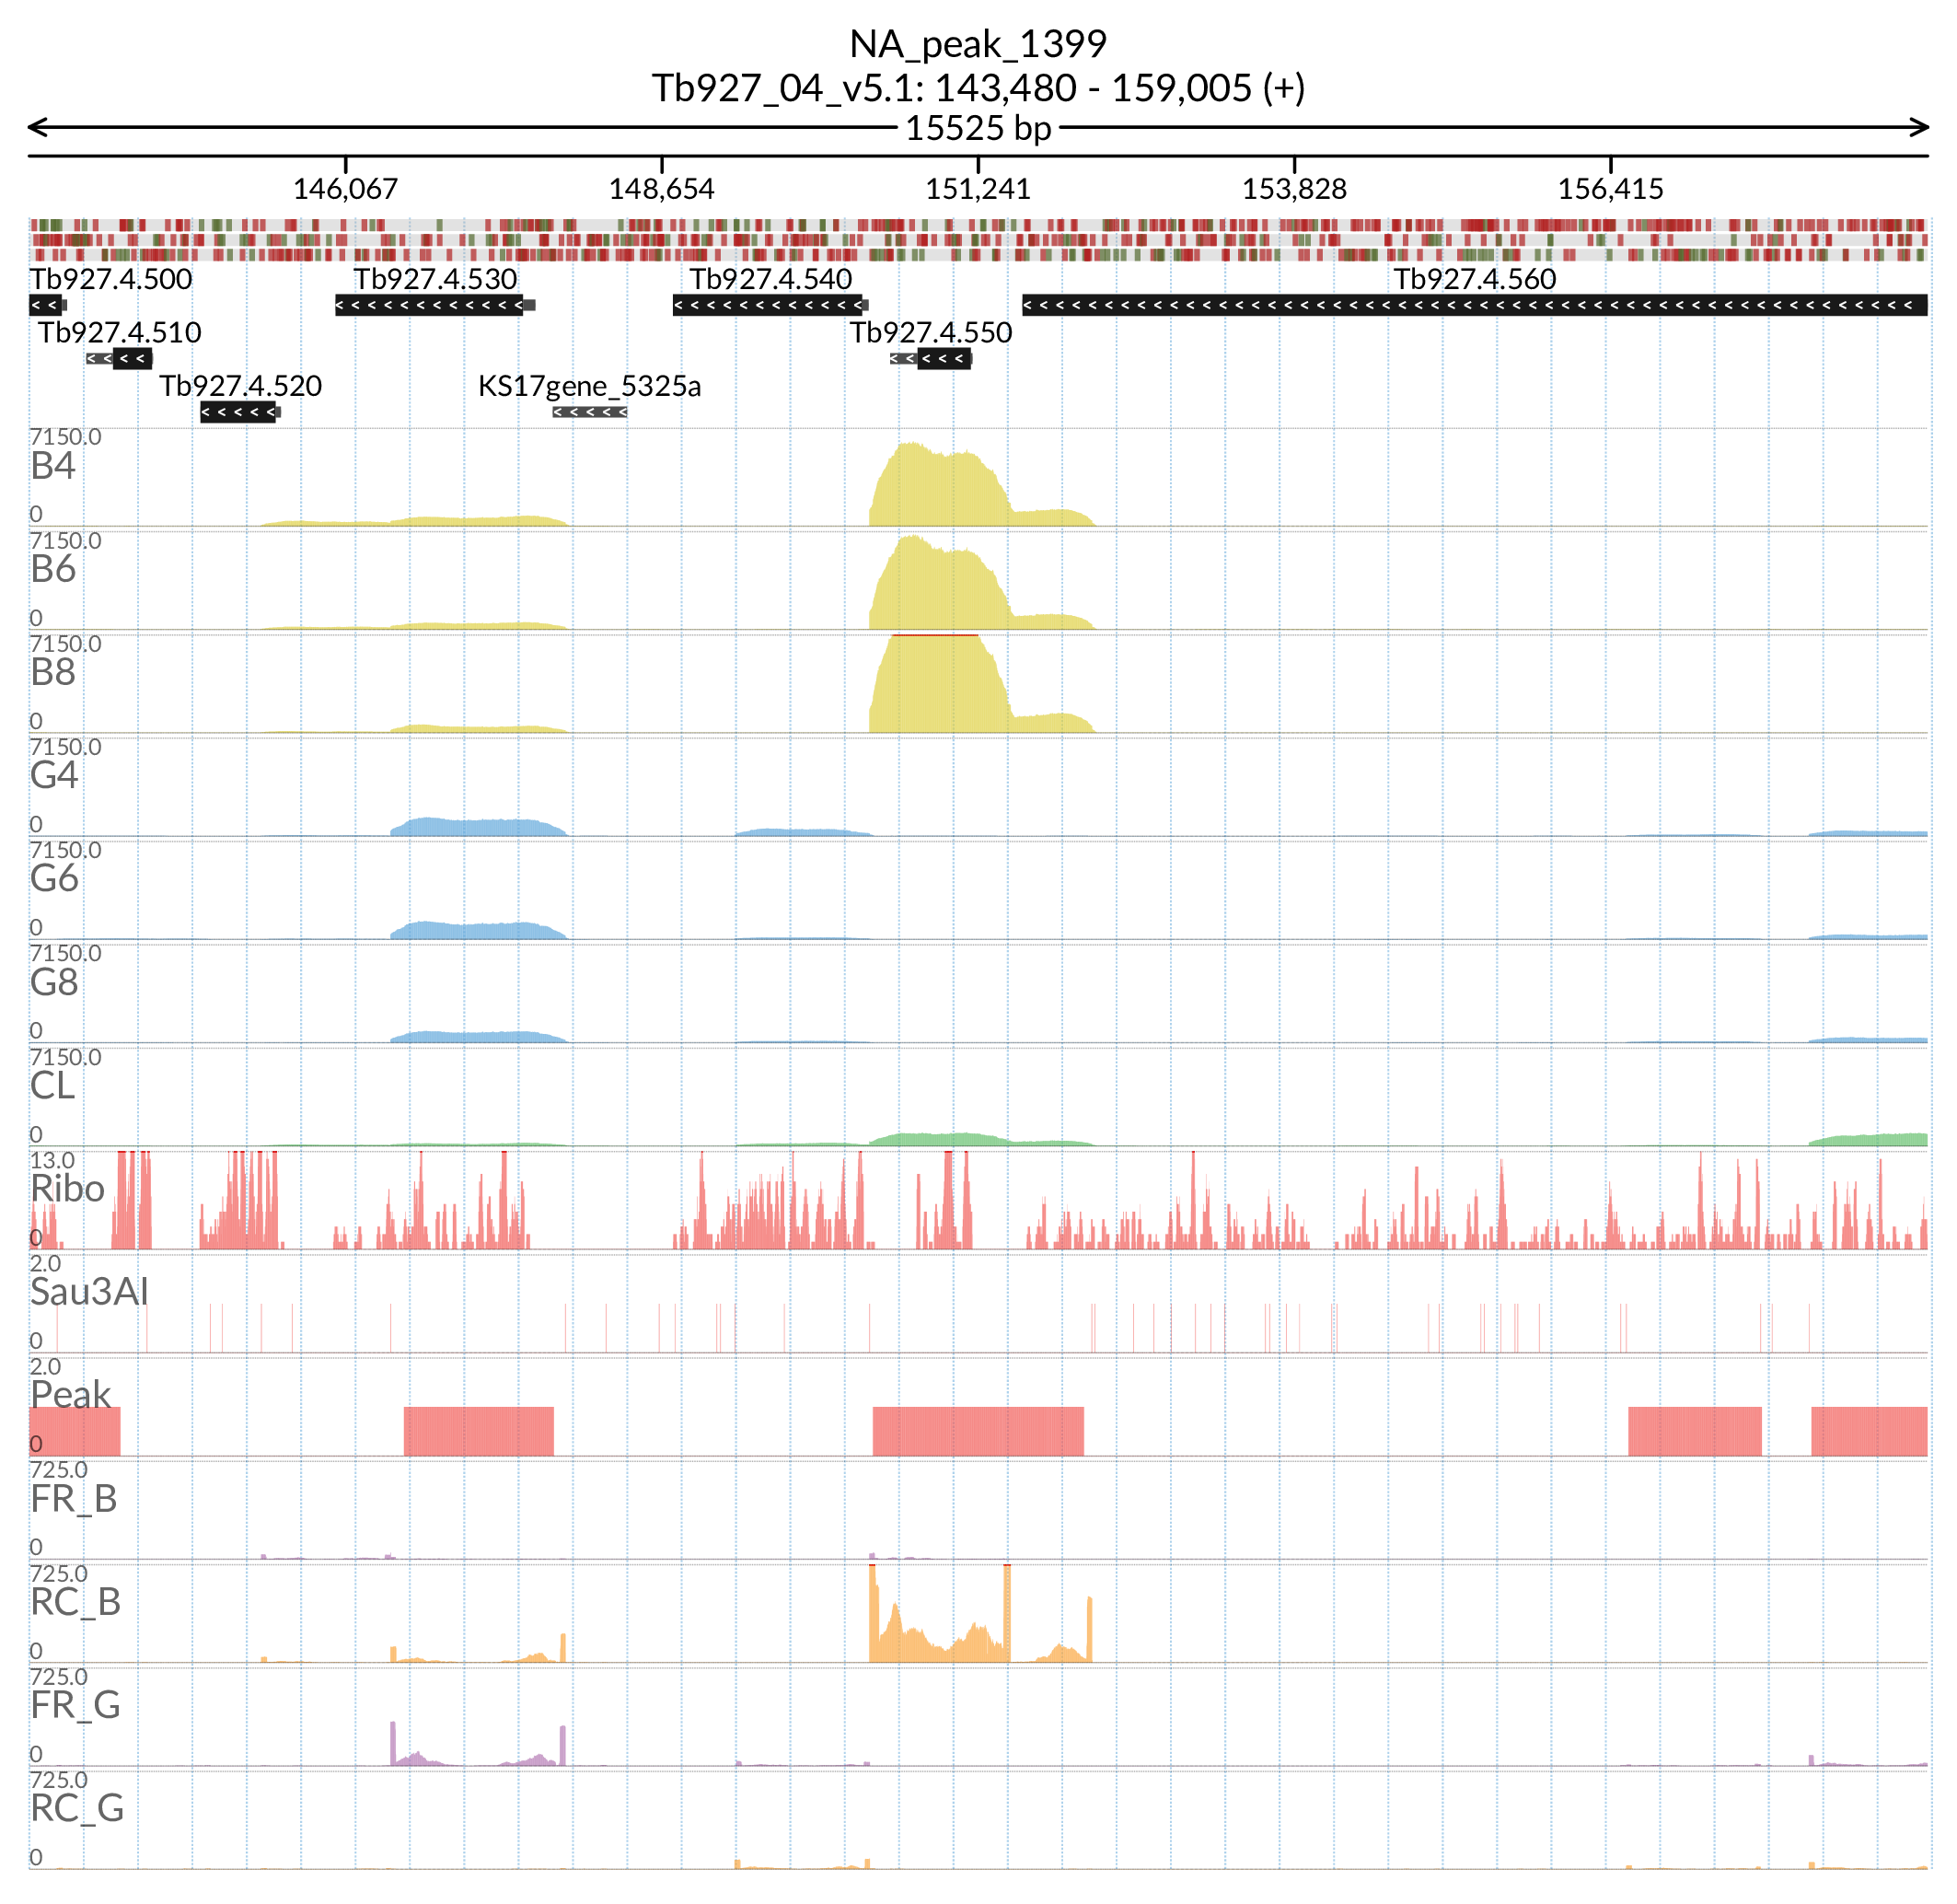 NA_peak_1399
Tb927_04_v5.1: 143,480 - 159,005 (+)
15525 bp
146,067 148,654 151,241 153,828 156,415
Tb927.4.500 Tb927.4.530 Tb927.4.540 Tb927.4.560
Tb927.4.510 Tb927.4.550
Tb927.4.520 KS17gene_5325a
7150.0
B4
0
7150.0
B6
0
7150.0
B8
0
7150.0
G4
0
7150.0
G6
0
7150.0
G8
0
7150.0
CL
0
13.0
Ribo
0
2.0
Sau3AI
0
2.0
Peak
0
725.0
FR_B
0
725.0
RC_B
0
725.0
FR_G
0
725.0
RC_G
0